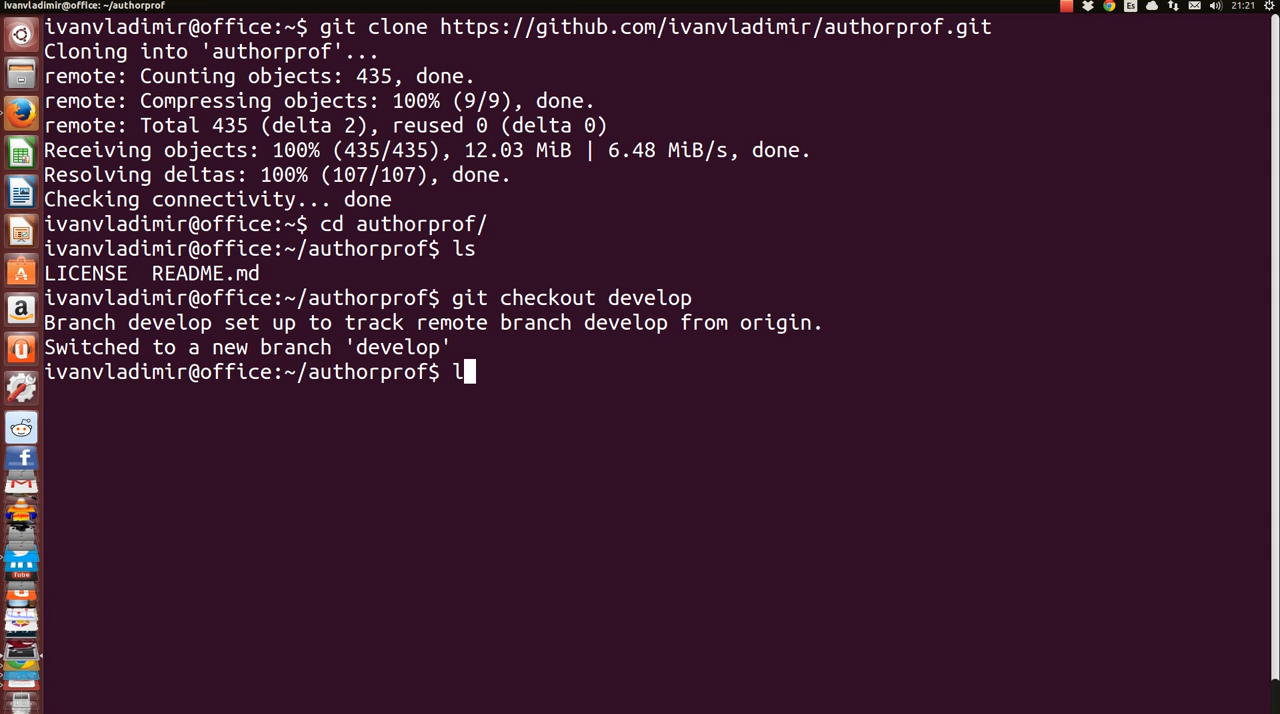 ivanvladimir@office: ~/authorprof
Es
21:21
ivanvladimir@office:~$ git clone https://github.com/ivanvladimir/authorprof.git
Cloning into 'authorprof'...
remote: Counting objects: 435, done.
remote: Compressing objects: 100% (9/9), done.
remote: Total 435 (delta 2), reused 0 (delta 0)
Receiving objects: 100% (435/435), 12.03 MiB | 6.48 MiB/s, done.
Resolving deltas: 100% (107/107), done.
Checking connectivity... done
ivanvladimir@office:~$ cd authorprof/
ivanvladimir@office:~/authorprof$ ls
LICENSE  README.md
ivanvladimir@office:~/authorprof$ git checkout develop
Branch develop set up to track remote branch develop from origin.
Switched to a new branch 'develop'
ivanvladimir@office:~/authorprof$ l